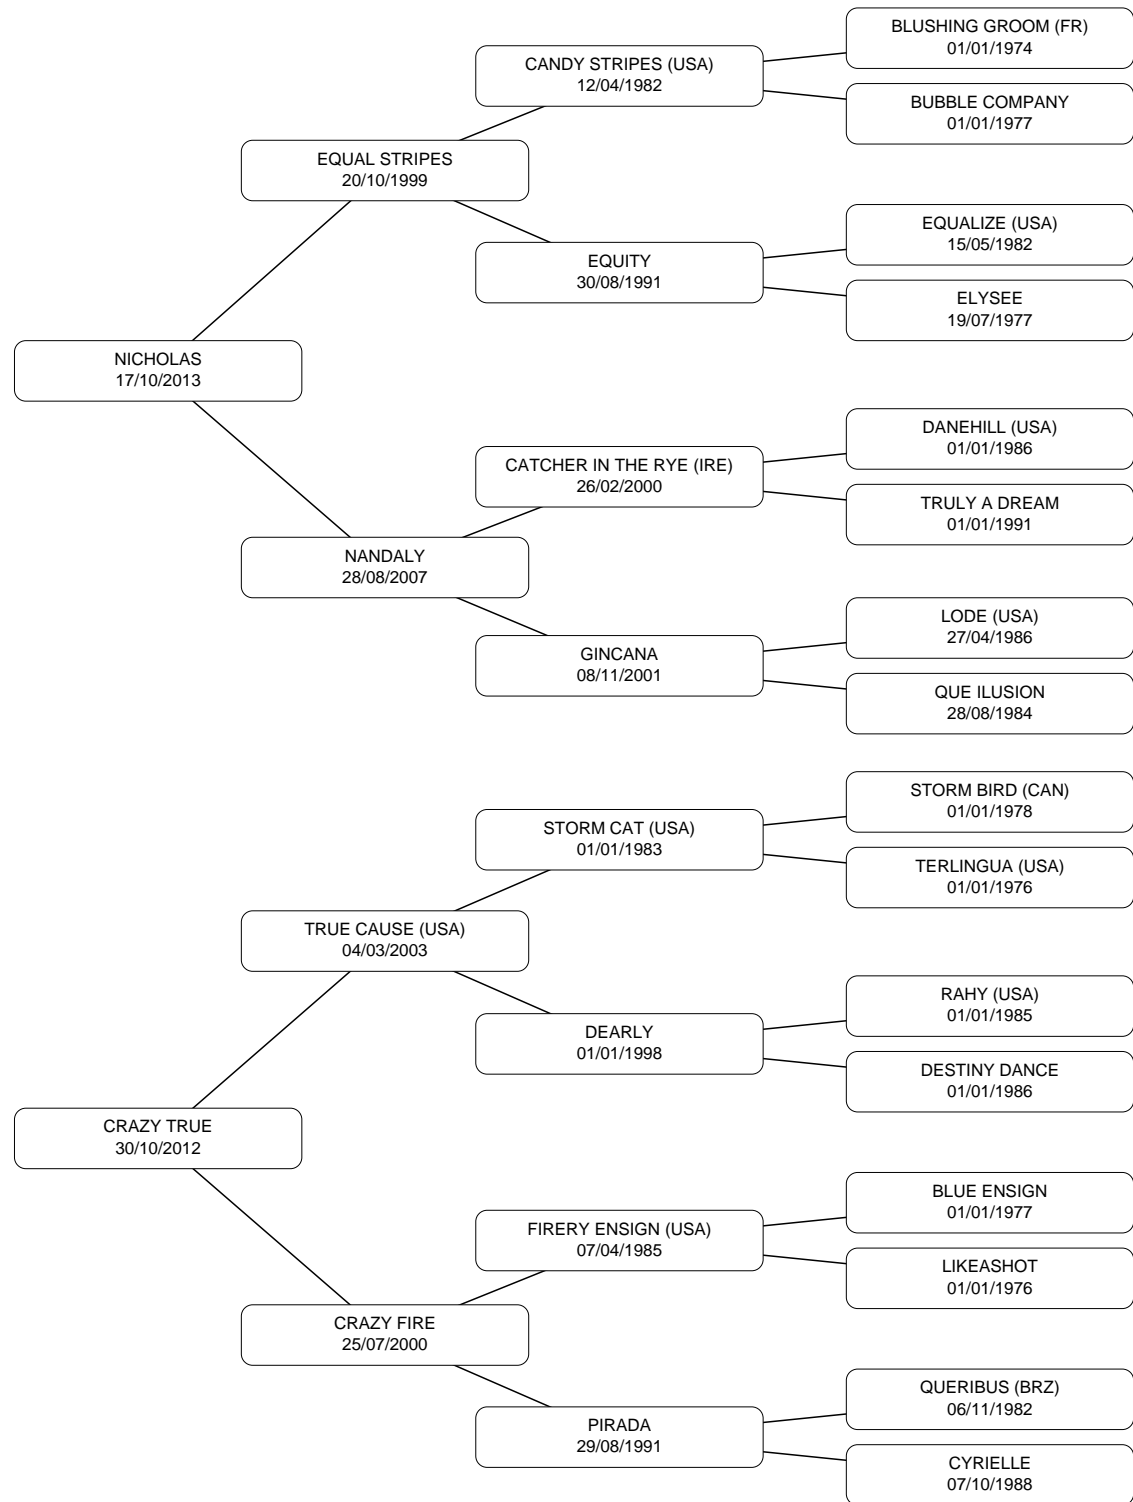 BLUSHING GROOM (FR)
01/01/1974
CANDY STRIPES (USA)
12/04/1982
BUBBLE COMPANY
01/01/1977
EQUAL STRIPES
20/10/1999
EQUALIZE (USA)
15/05/1982
EQUITY
30/08/1991
ELYSEE
19/07/1977
NICHOLAS
17/10/2013
DANEHILL (USA)
01/01/1986
CATCHER IN THE RYE (IRE)
26/02/2000
TRULY A DREAM
01/01/1991
NANDALY
28/08/2007
LODE (USA)
27/04/1986
GINCANA
08/11/2001
QUE ILUSION
28/08/1984
STORM BIRD (CAN)
01/01/1978
STORM CAT (USA)
01/01/1983
TERLINGUA (USA)
01/01/1976
TRUE CAUSE (USA)
04/03/2003
RAHY (USA)
01/01/1985
DEARLY
01/01/1998
DESTINY DANCE
01/01/1986
CRAZY TRUE
30/10/2012
BLUE ENSIGN
01/01/1977
FIRERY ENSIGN (USA)
07/04/1985
LIKEASHOT
01/01/1976
CRAZY FIRE
25/07/2000
QUERIBUS (BRZ)
06/11/1982
PIRADA
29/08/1991
CYRIELLE
07/10/1988